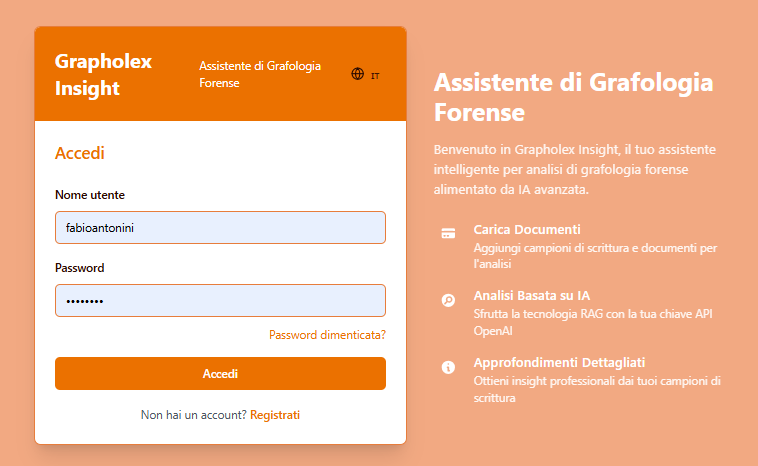 Grapholex
Insight
Assistente di Grafologia
Forense
IT
Accedi
Nome utente
fabioantonini
Password
••••••••
Password dimenticata?
Accedi
Non hai un account? Registrati
Assistente di Grafologia
Forense
Benvenuto in Grapholex Insight, il tuo assistente
intelligente per analisi di grafologia forense
alimentato da IA avanzata.
Carica Documenti
Aggiungi campioni di scrittura e documenti per
l'analisi
Analisi Basata su IA
Sfrutta la tecnologia RAG con la tua chiave API
OpenAI
Approfondimenti Dettagliati
Ottieni insight professionali dai tuoi campioni di
scrittura